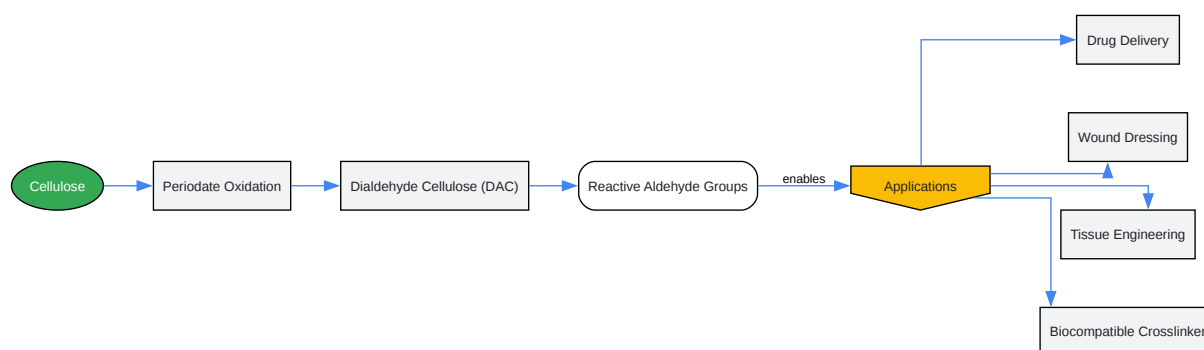 Cellulose
Periodate Oxidation
Dialdehyde Cellulose (DAC)
Reactive Aldehyde Groups
enables
Applications
Drug Delivery
Wound Dressing
Tissue Engineering
Biocompatible Crosslinker